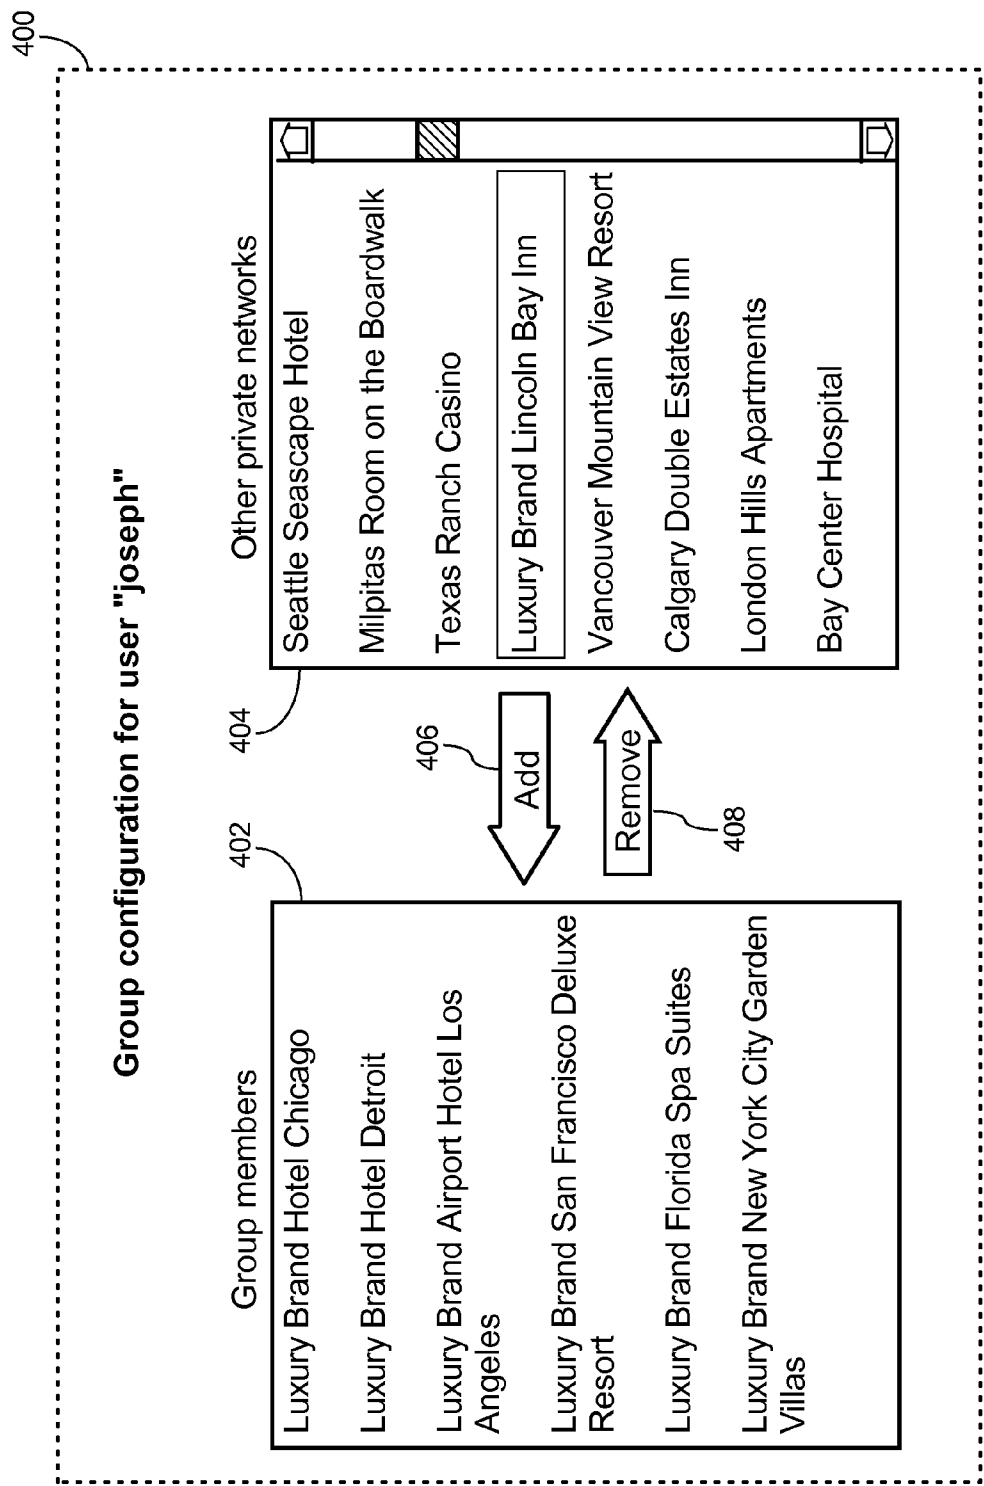 400
Group configuration for user "joseph"
Group members
402
Luxury Brand Hotel Chicago
Luxury Brand Hotel Detroit
Luxury Brand Airport Hotel Los
Angeles
Luxury Brand San Francisco Deluxe
Resort
Luxury Brand Florida Spa Suites
Luxury Brand New York City Garden
Villas
406
Add
Remove
408
Other private networks
404
Seattle Seascape Hotel
Milpitas Room on the Boardwalk
Texas Ranch Casino
Luxury Brand Lincoln Bay Inn
Vancouver Mountain View Resort
Calgary Double Estates Inn
London Hills Apartments
Bay Center Hospital